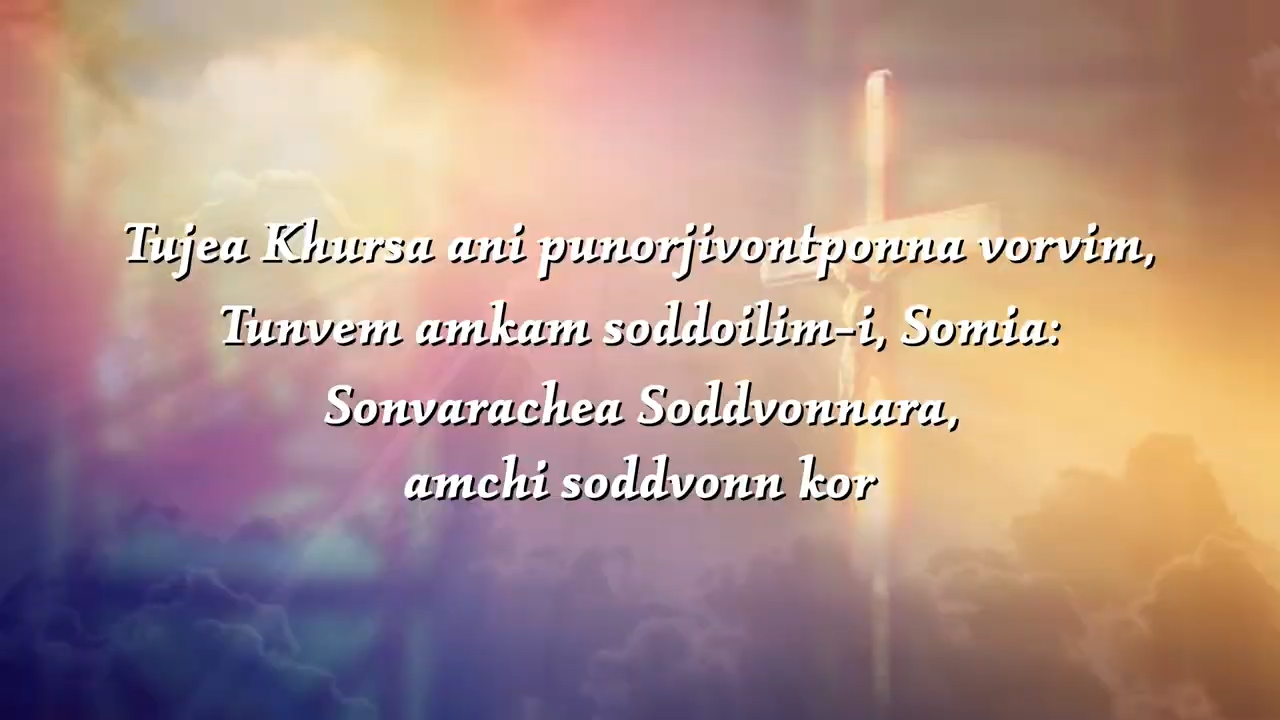 Tujea Khursa ani punorjivontponna vorvim,
Tunvem amkam soddoilim-i, Somia:
Sonvarachea Soddvonnara,
amchi soddvonn kor